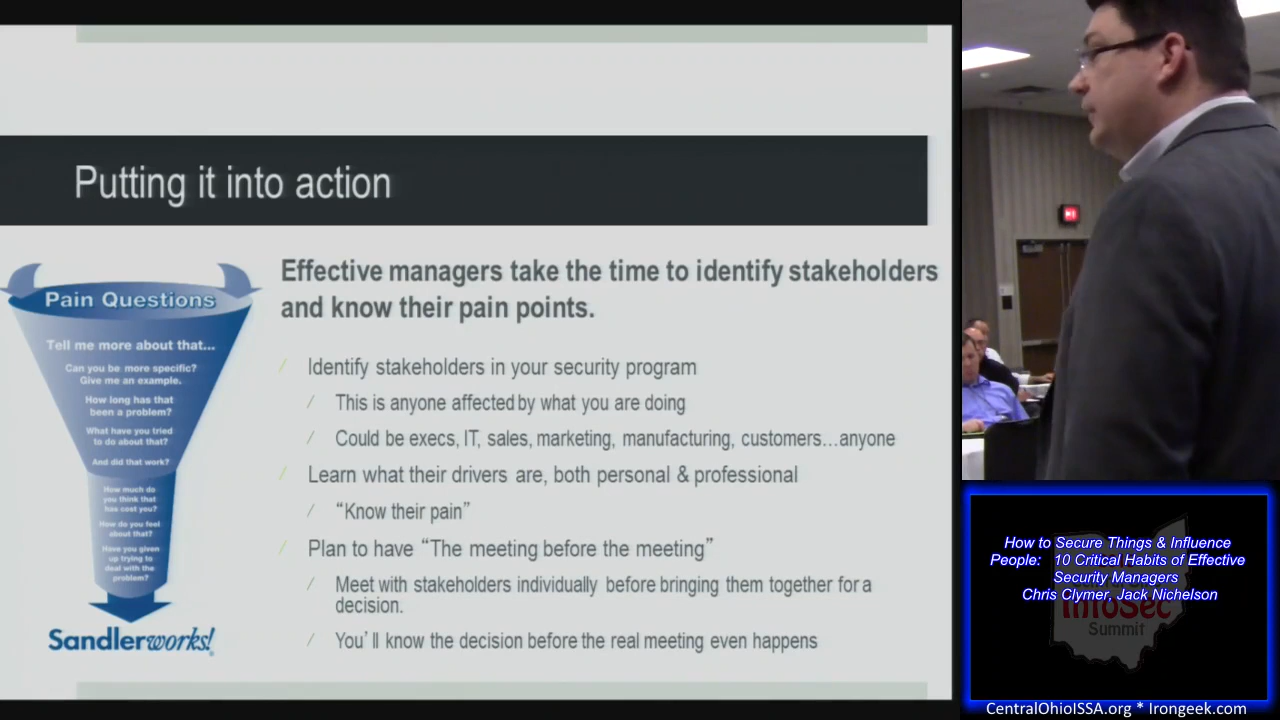 Putting it into action
Pain Questions
Tell me more about that...
Can you be more specific?
Give me an example.
How long has that
been a problem?
What have you tried
to do about that?
And did that work?
How much do
you think that
has cost you?
How do you feel
about that?
Have you given
up trying to
deal with the
problem?
Sandlerworks!
Effective managers take the time to identify stakeholders
and know their pain points.
Identify stakeholders in your security program
This is anyone affected by what you are doing
Could be execs, IT, sales, marketing, manufacturing, customers…anyone
Learn what their drivers are, both personal & professional
“Know their pain”
Plan to have “The meeting before the meeting”
Meet with stakeholders individually before bringing them together for a
decision.
You’ll know the decision before the real meeting even happens
How to Secure Things & Influence
People: 10 Critical Habits of Effective
Security Managers
Chris Clymer, Jack Nichelson
InfoSec
Summit
CentralOhioISSA.org * Irongeek.com